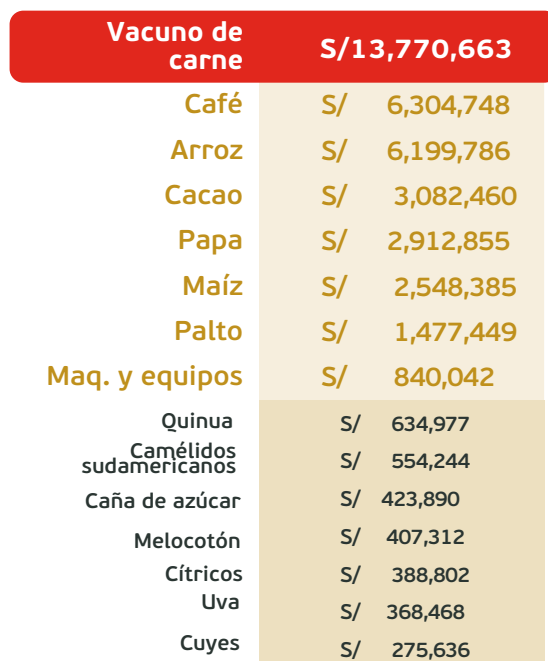 Vacuno de carne S/13,770,663
Café S/ 6,304,748
Arroz S/ 6,199,786
Cacao S/ 3,082,460
Papa S/ 2,912,855
Maíz S/ 2,548,385
Palto S/ 1,477,449
Maq. y equipos S/ 840,042
Quinua S/ 634,977
Camélidos sudamericanos S/ 554,244
Caña de azúcar S/ 423,890
Melocotón S/ 407,312
Cítricos S/ 388,802
Uva S/ 368,468
Cuyes S/ 275,636